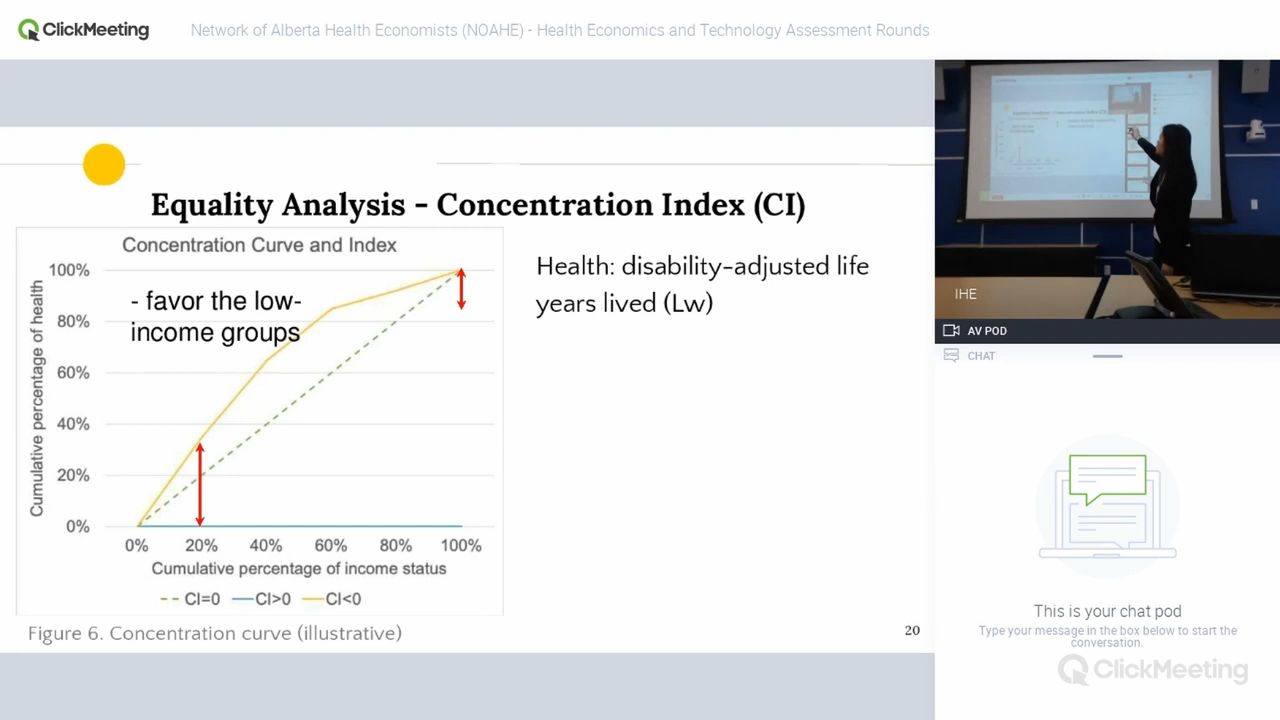 ClickMeeting
Network of Alberta Health Economists (NOAHE) - Health Economics and Technology Assessment Rounds
Equality Analysis - Concentration Index (CI)
Concentration Curve and Index
Cumulative percentage of health
100%
80%
60%
40%
20%
0%
- favor the low-
income groups
0% 20% 40% 60% 80% 100%
Cumulative percentage of income status
CI=0 CI>0 CI<0
Figure 6. Concentration curve (illustrative)
Health: disability-adjusted life
years lived (Lw)
20
IHE
AV POD
CHAT
This is your chat pod
Type your message in the box below to start the
conversation.
ClickMeeting